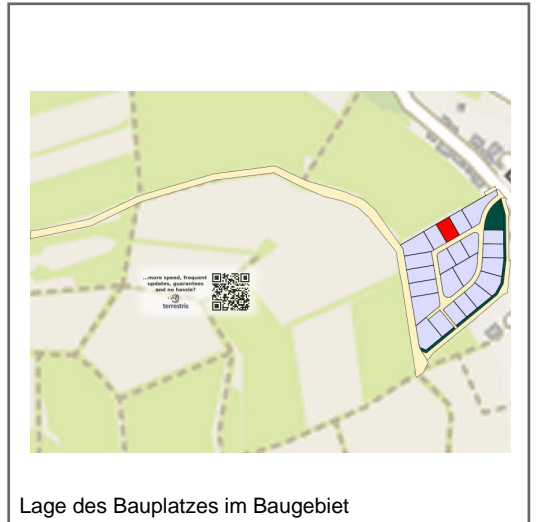 ...more speed, frequent
updates, guarantees
and no hassle?
terrestris
Lage des Bauplatzes im Baugebiet